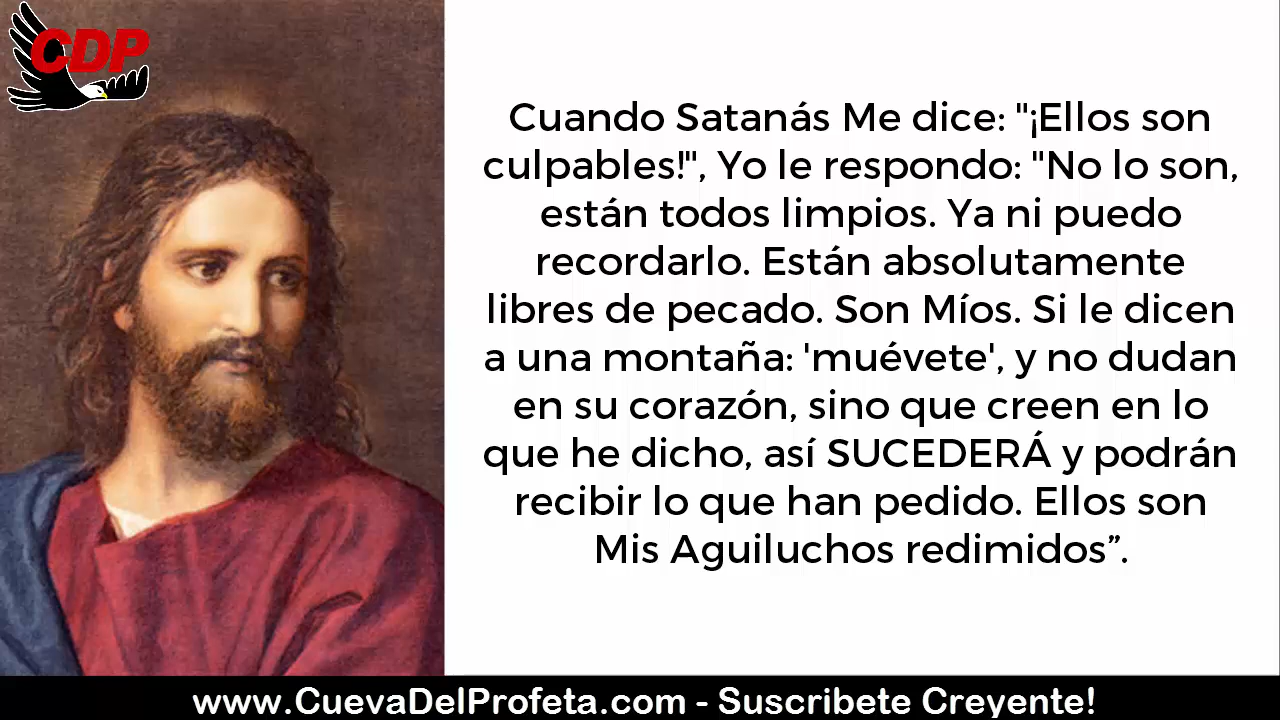 CDP
Cuando Satanás Me dice: "¡Ellos son
culpables!", Yo le respondo: "No lo son,
están todos limpios. Ya ni puedo
recordarlo. Están absolutamente
libres de pecado. Son Míos. Si le dicen
a una montaña: 'muévete', y no dudan
en su corazón, sino que creen en lo
que he dicho, así SUCEDERÁ y podrán
recibir lo que han pedido. Ellos son
Mis Aguiluchos redimidos”.
www.CuevaDelProfeta.com - Suscribete Creyente!